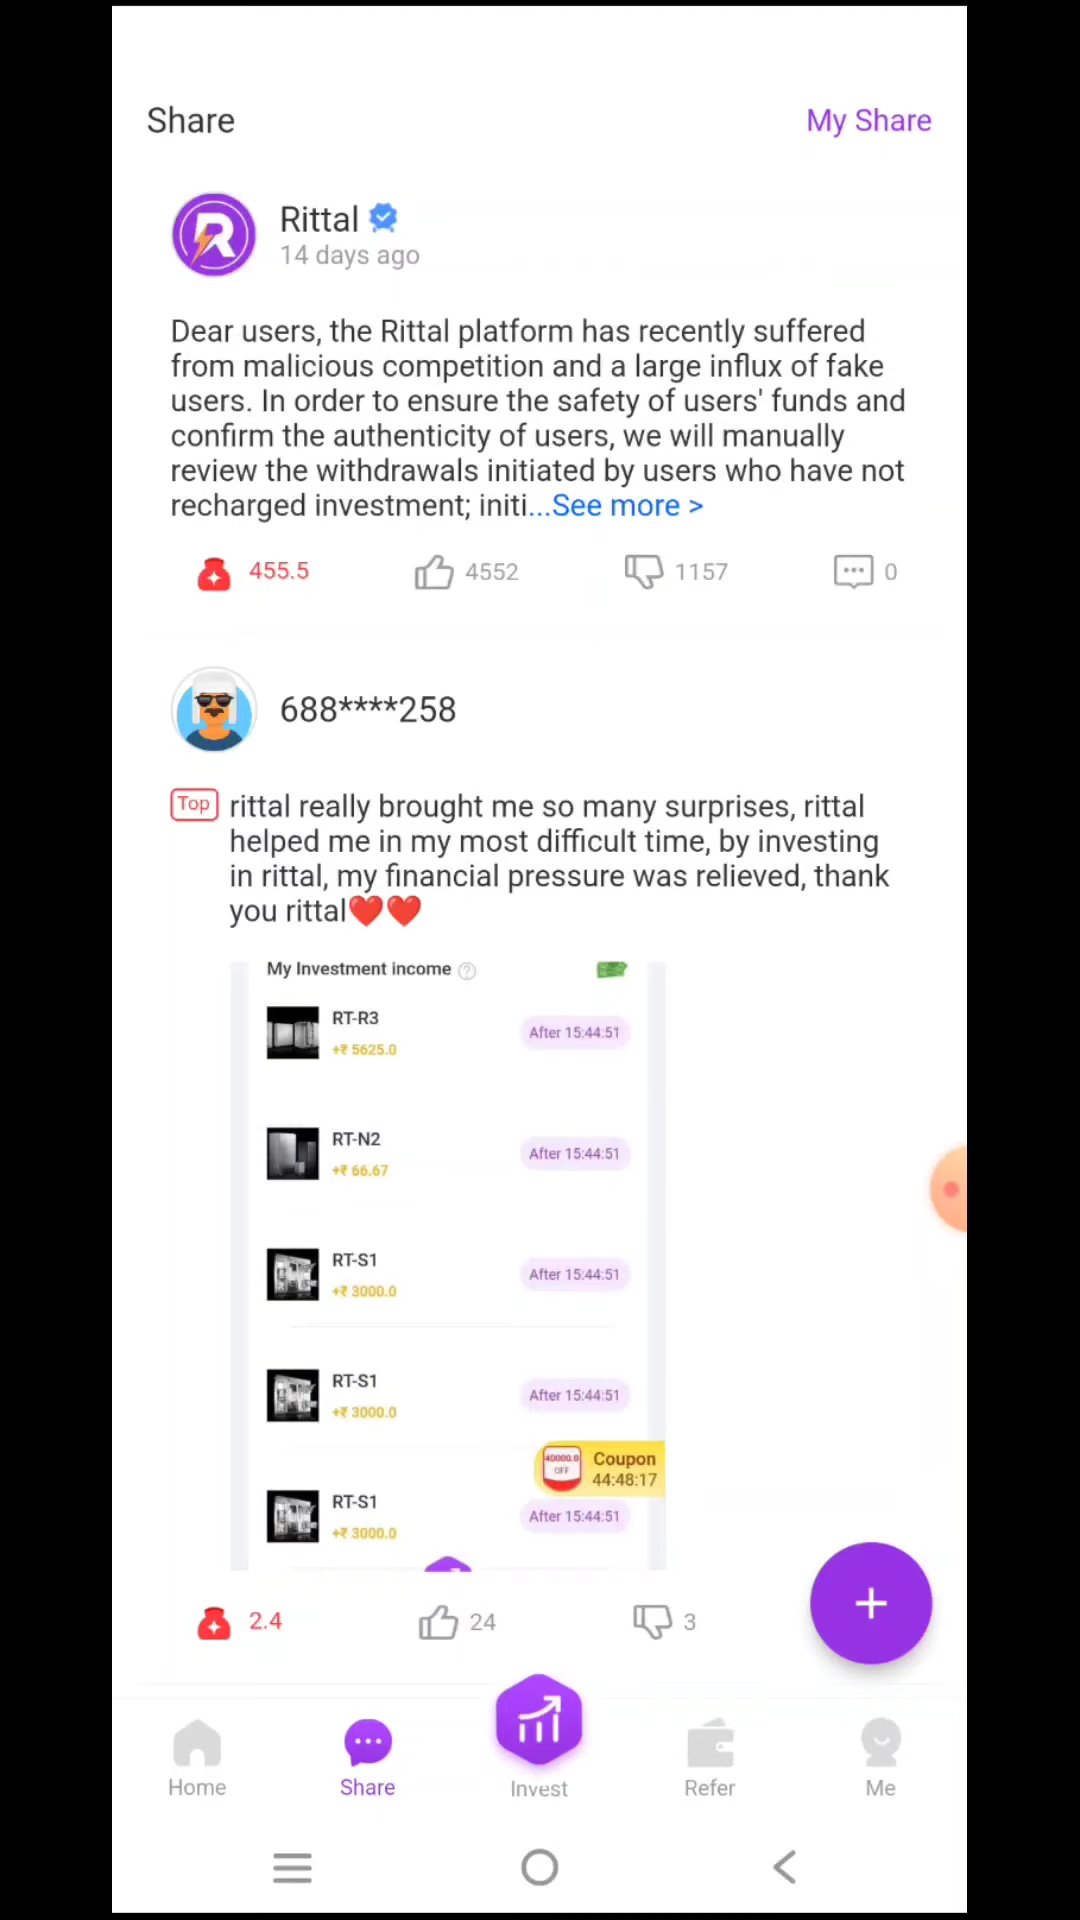 Share
My Share
Rittal
14 days ago
Dear users, the Rittal platform has recently suffered
from malicious competition and a large influx of fake
users. In order to ensure the safety of users' funds and
confirm the authenticity of users, we will manually
review the withdrawals initiated by users who have not
recharged investment; initi...See more >
455.5
4552
1157
0
688****258
Top
rittal really brought me so many surprises, rittal
helped me in my most difficult time, by investing
in rittal, my financial pressure was relieved, thank
you rittal❤️❤️
My Investment income ?
RT-R3
+₹ 5625.0
After 15:44:51
RT-N2
+₹ 66.67
After 15:44:51
RT-S1
+₹ 3000.0
After 15:44:51
RT-S1
+₹ 3000.0
After 15:44:51
40000.0
OFF
Coupon
44:48:17
RT-S1
+₹ 3000.0
After 15:44:51
2.4
24
3
+
Home
Share
Invest
Refer
Me